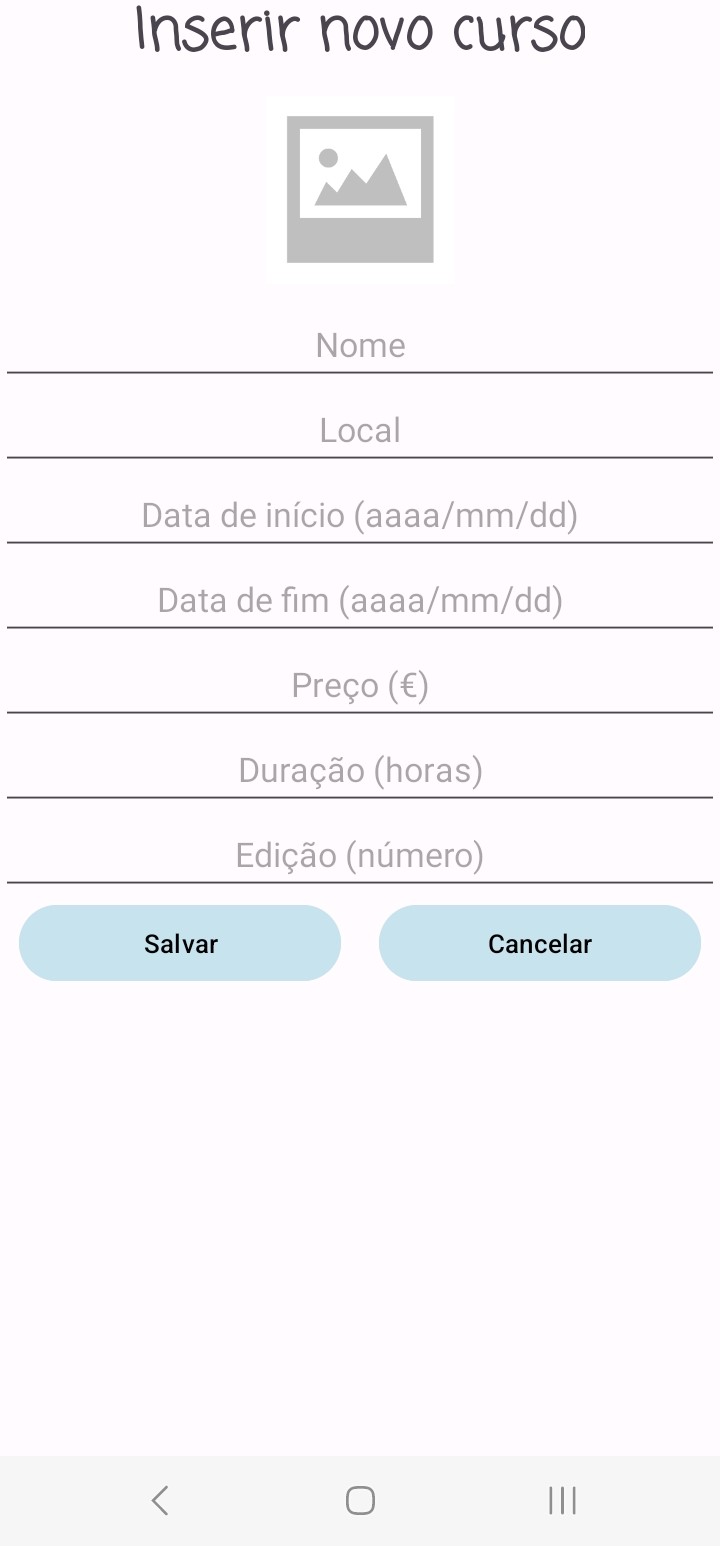 Inserir novo curso
Nome
Local
Data de início (aaaa/mm/dd)
Data de fim (aaaa/mm/dd)
Preço (€)
Duração (horas)
Edição (número)
Salvar
Cancelar